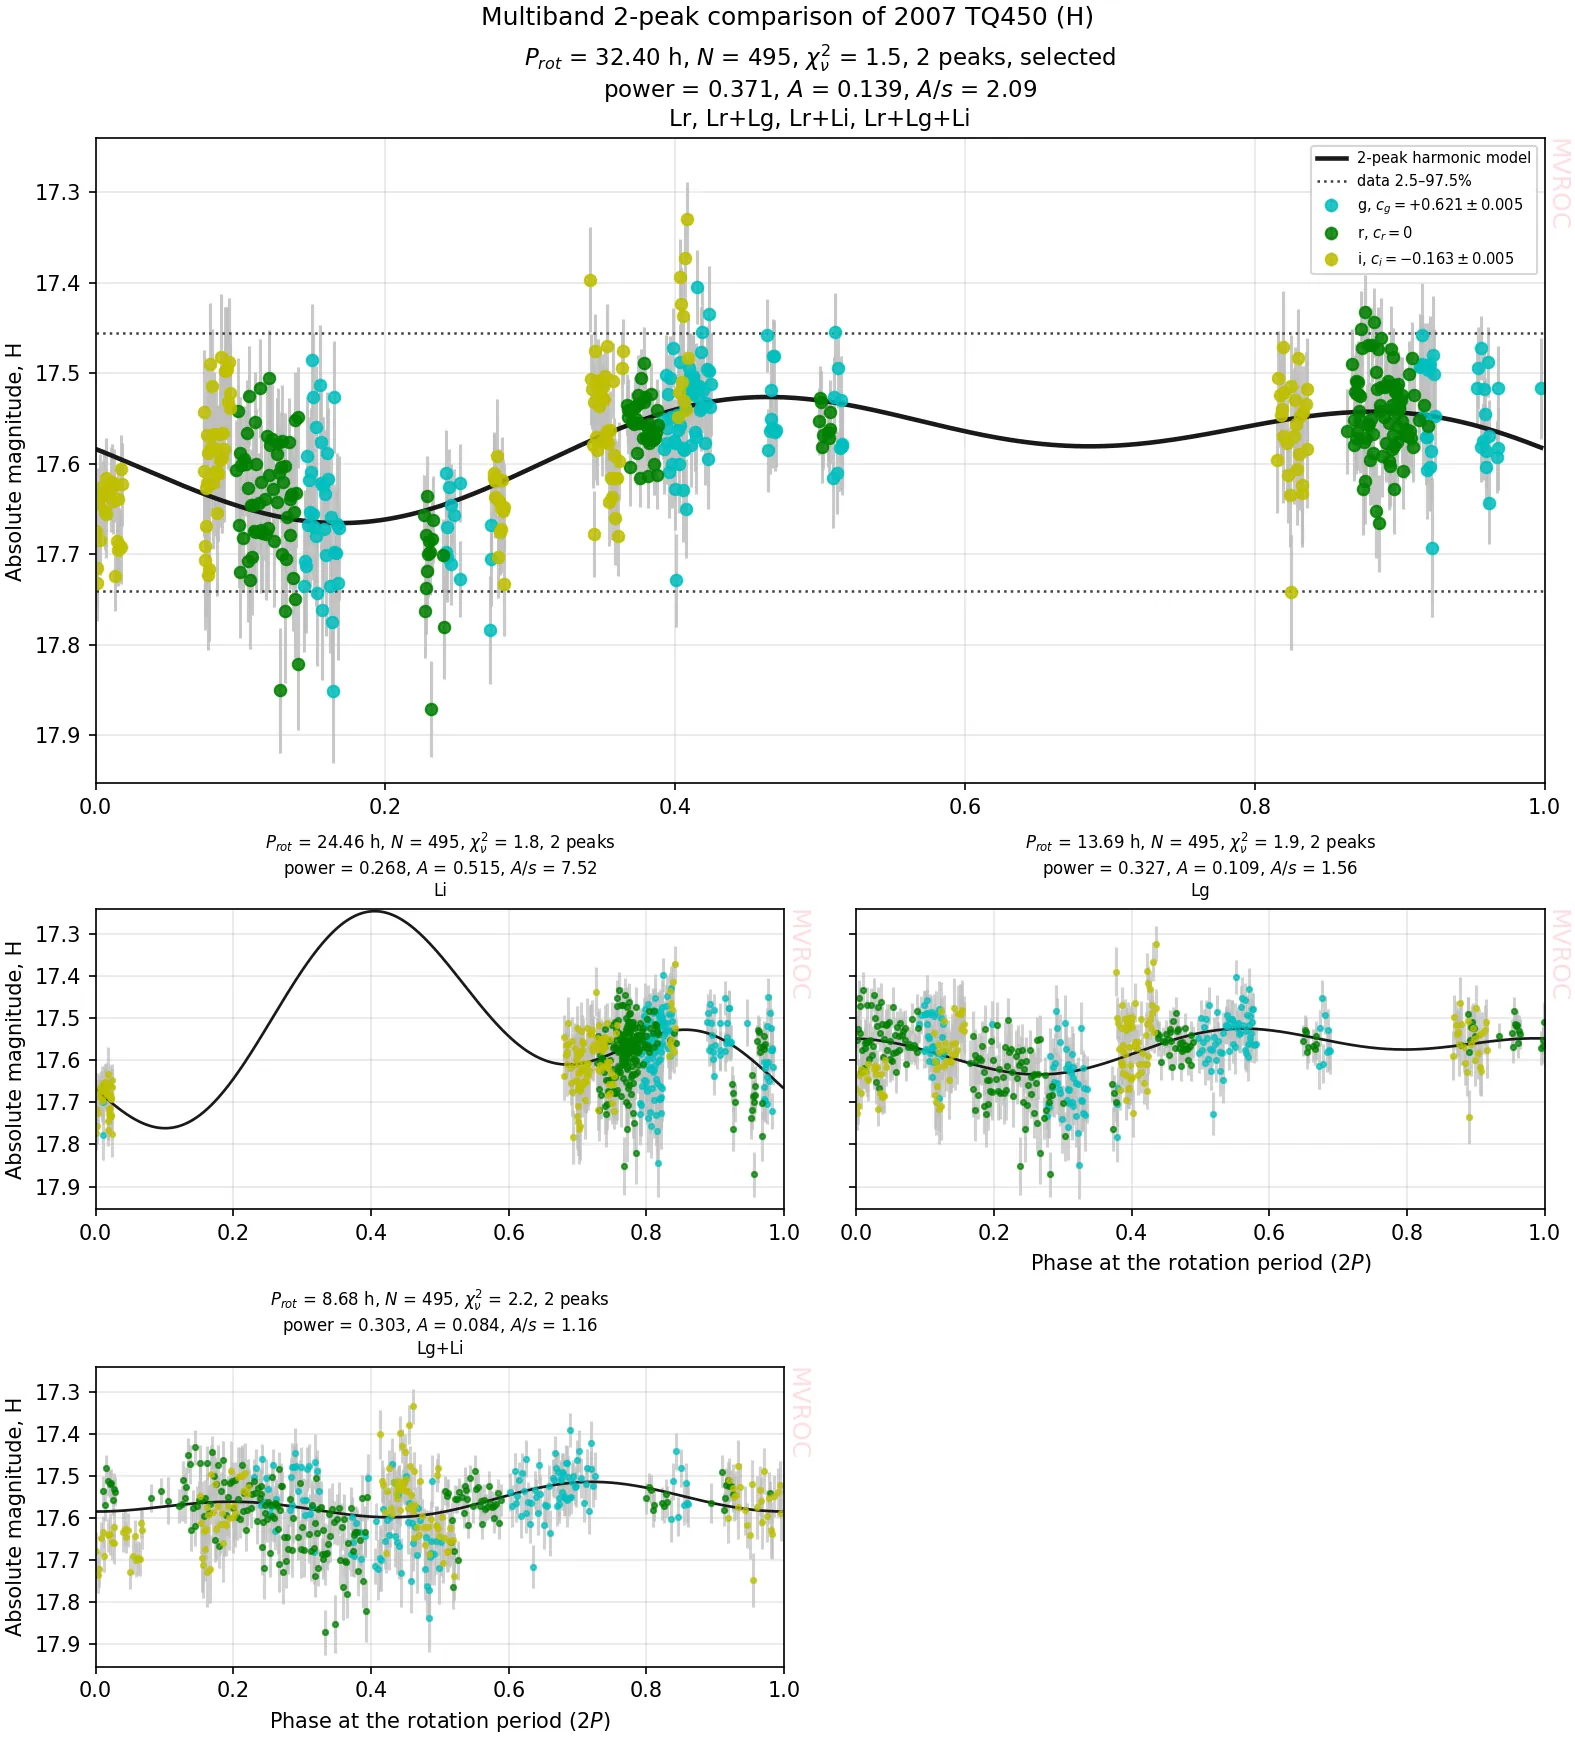 Multiband 2-peak comparison of 2007 TQ450 (H)
P_rot = 32.40 h, N = 495, χ²_ν = 1.5, 2 peaks, selected
power = 0.371, A = 0.139, A/s = 2.09
Lr, Lr+Lg, Lr+Li, Lr+Lg+Li
2-peak harmonic model
data 2.5–97.5%
g, c_g = +0.621 ± 0.005
r, c_r = 0
i, c_i = −0.163 ± 0.005
MVROC
Absolute magnitude, H
17.3
17.4
17.5
17.6
17.7
17.8
17.9
0.0 0.2 0.4 0.6 0.8 1.0
P_rot = 24.46 h, N = 495, χ²_ν = 1.8, 2 peaks
power = 0.268, A = 0.515, A/s = 7.52
Li
MVROC
Absolute magnitude, H
17.3
17.4
17.5
17.6
17.7
17.8
17.9
0.0 0.2 0.4 0.6 0.8 1.0
P_rot = 13.69 h, N = 495, χ²_ν = 1.9, 2 peaks
power = 0.327, A = 0.109, A/s = 1.56
Lg
MVROC
0.0 0.2 0.4 0.6 0.8 1.0
Phase at the rotation period (2P)
P_rot = 8.68 h, N = 495, χ²_ν = 2.2, 2 peaks
power = 0.303, A = 0.084, A/s = 1.16
Lg+Li
MVROC
Absolute magnitude, H
17.3
17.4
17.5
17.6
17.7
17.8
17.9
0.0 0.2 0.4 0.6 0.8 1.0
Phase at the rotation period (2P)